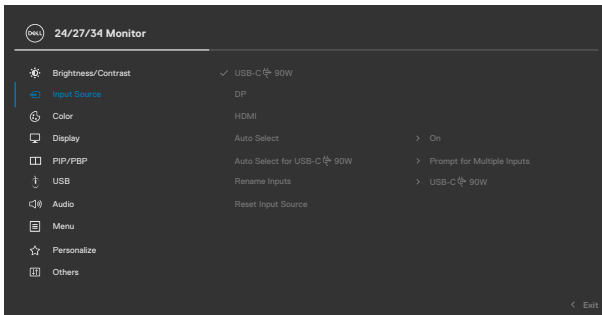 DELL 24/27/34 Monitor
Brightness/Contrast USB-C 90W
Input Source DP
Color HDMI
Display Auto Select On
PIP/PBP Auto Select for USB-C 90W Prompt for Multiple Inputs
USB Rename Inputs USB-C 90W
Audio Reset Input Source
Menu
Personalize
Others
Exit